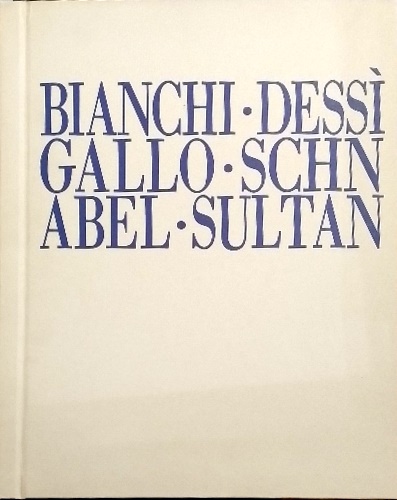 BIANCHI · DESSÌ
GALLO · SCHN
ABEL · SULTAN